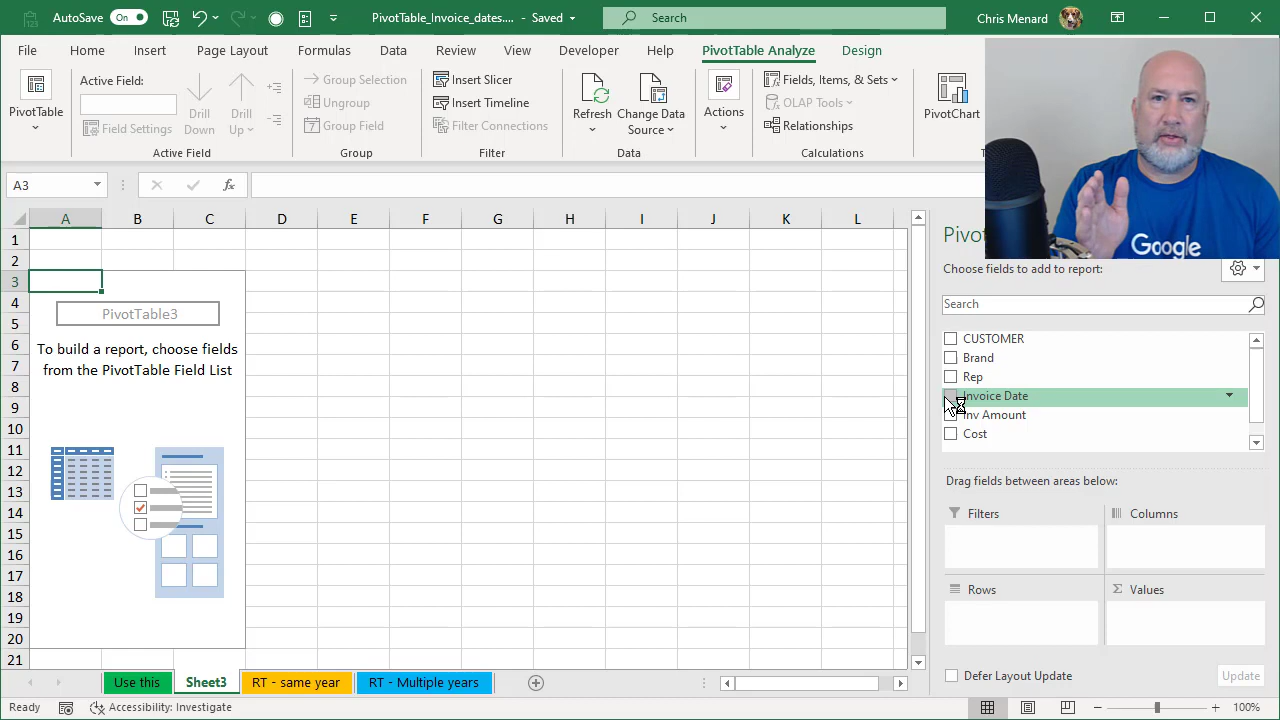 AutoSave On PivotTable_Invoice_dates.... - Saved Search Chris Menard
File Home Insert Page Layout Formulas Data Review View Developer Help PivotTable Analyze Design
PivotTable
Active Field:
Field Settings
Drill Down
Drill Up
Active Field
Group Selection
Ungroup
Group Field
Group
Insert Slicer
Insert Timeline
Filter Connections
Filter
Refresh
Change Data Source
Data
Actions
Fields, Items, & Sets
OLAP Tools
Relationships
Calculations
PivotChart
A3 fx
A B C D E F G H I J K L
1
2
3
4
5
6
7
8
9
10
11
12
13
14
15
16
17
18
19
20
21
PivotTable3
To build a report, choose fields
from the PivotTable Field List
Google
Choose fields to add to report:
Search
CUSTOMER
Brand
Rep
Invoice Date
Inv Amount
Cost
Drag fields between areas below:
Filters Columns
Rows Σ Values
Defer Layout Update Update
Use this Sheet3 RT - same year RT - Multiple years
Ready Accessibility: Investigate 100%